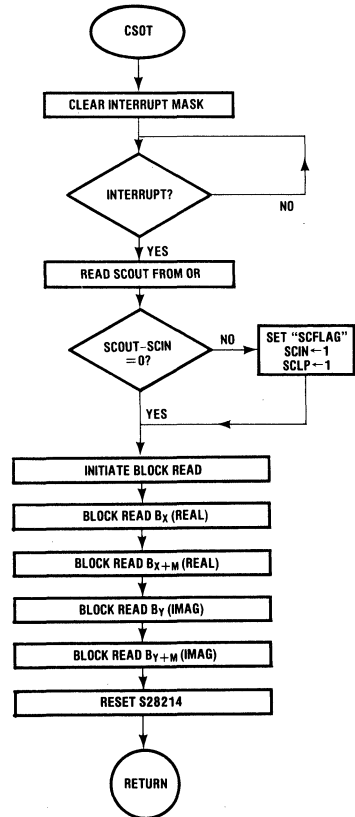 CSOT
CLEAR INTERRUPT MASK
INTERRUPT?
NO
YES
READ SCOUT FROM OR
SCOUT–SCIN
=0?
NO
SET "SCFLAG"
SCIN←1
SCLP←1
YES
INITIATE BLOCK READ
BLOCK READ BX (REAL)
BLOCK READ BX+M (REAL)
BLOCK READ BY (IMAG)
BLOCK READ BY+M (IMAG)
RESET S28214
RETURN